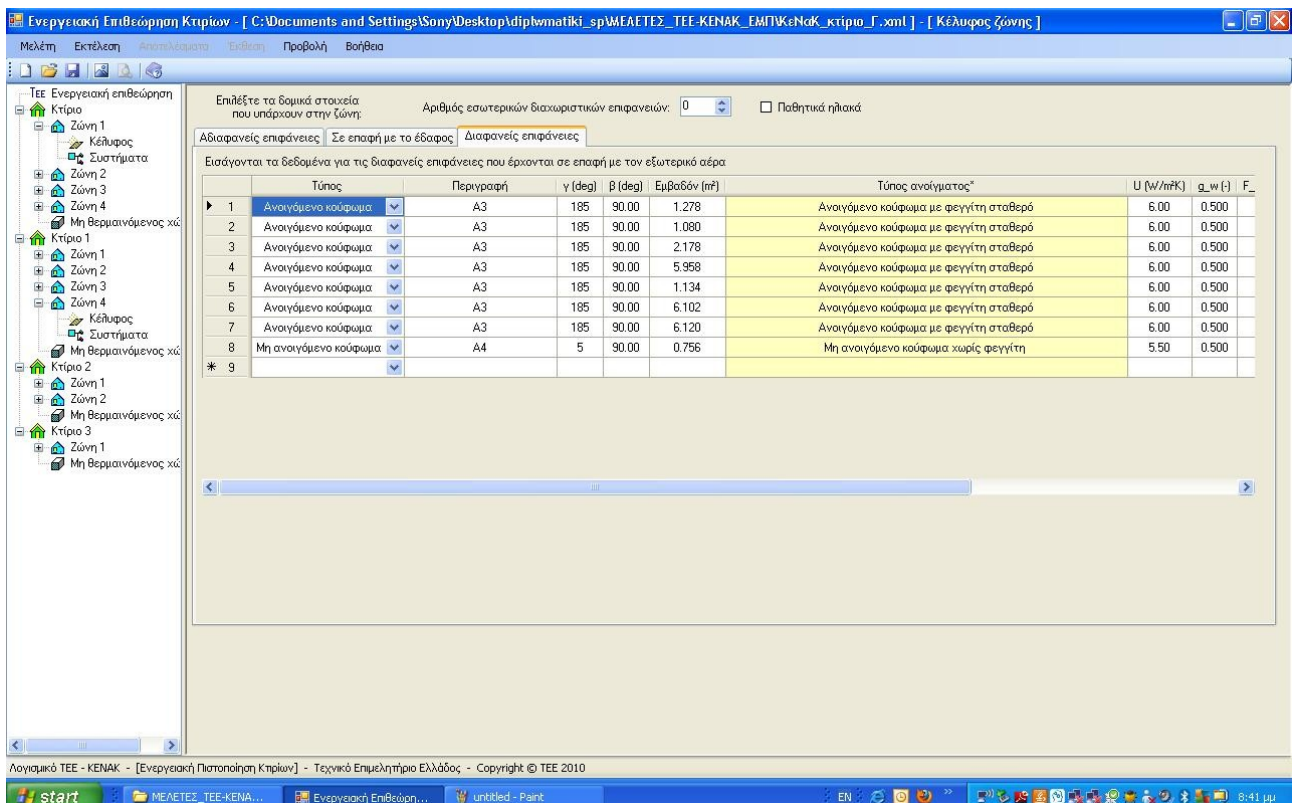 Ενεργειακή Επιθεώρηση Κτιρίων - [ C:\Documents and Settings\Sony\Desktop\diplwmatiki_sp\ΜΕΛΕΤΕΣ_TEE-KENAK_ΕΜΠ\ΚεΝαΚ_κτίριο_Γ.xml ] - [ Κέλυφος ζώνης ]
Μελέτη Εκτέλεση Αποτελέσματα Έκθεση Προβολή Βοήθεια
TEE Ενεργειακή επιθεώρηση
Κτίριο
Ζώνη 1
Κέλυφος
Συστήματα
Ζώνη 2
Ζώνη 3
Ζώνη 4
Μη θερμαινόμενος χώ
Κτίριο 1
Ζώνη 1
Ζώνη 2
Ζώνη 3
Ζώνη 4
Κέλυφος
Συστήματα
Μη θερμαινόμενος χώ
Κτίριο 2
Ζώνη 1
Ζώνη 2
Μη θερμαινόμενος χώ
Κτίριο 3
Ζώνη 1
Μη θερμαινόμενος χώ
Επιλέξτε τα δομικά στοιχεία
που υπάρχουν στην ζώνη:
Αριθμός εσωτερικών διαχωριστικών επιφανειών: 0 Παθητικά ηλιακά
Αδιαφανείς επιφάνειες Σε επαφή με το έδαφος Διαφανείς επιφάνειες
Εισάγονται τα δεδομένα για τις διαφανείς επιφάνειες που έρχονται σε επαφή με τον εξωτερικό αέρα
Τύπος Περιγραφή γ (deg) β (deg) Εμβαδόν (m²) Τύπος ανοίγματος* U (W/m²K) g_w (-) F_
1 Ανοιγόμενο κούφωμα A3 185 90.00 1.278 Ανοιγόμενο κούφωμα με φεγγίτη σταθερό 6.00 0.500
2 Ανοιγόμενο κούφωμα A3 185 90.00 1.080 Ανοιγόμενο κούφωμα με φεγγίτη σταθερό 6.00 0.500
3 Ανοιγόμενο κούφωμα A3 185 90.00 2.178 Ανοιγόμενο κούφωμα με φεγγίτη σταθερό 6.00 0.500
4 Ανοιγόμενο κούφωμα A3 185 90.00 5.958 Ανοιγόμενο κούφωμα με φεγγίτη σταθερό 6.00 0.500
5 Ανοιγόμενο κούφωμα A3 185 90.00 1.134 Ανοιγόμενο κούφωμα με φεγγίτη σταθερό 6.00 0.500
6 Ανοιγόμενο κούφωμα A3 185 90.00 6.102 Ανοιγόμενο κούφωμα με φεγγίτη σταθερό 6.00 0.500
7 Ανοιγόμενο κούφωμα A3 185 90.00 6.120 Ανοιγόμενο κούφωμα με φεγγίτη σταθερό 6.00 0.500
8 Μη ανοιγόμενο κούφωμα A4 5 90.00 0.756 Μη ανοιγόμενο κούφωμα χωρίς φεγγίτη 5.50 0.500
* 9
Λογισμικό TEE - KENAK - [Ενεργειακή Πιστοποίηση Κτιρίων] - Τεχνικό Επιμελητήριο Ελλάδος - Copyright © TEE 2010
start ΜΕΛΕΤΕΣ_TEE-KENA... Ενεργειακή Επιθεώρη... untitled - Paint EN 8:41 μμ